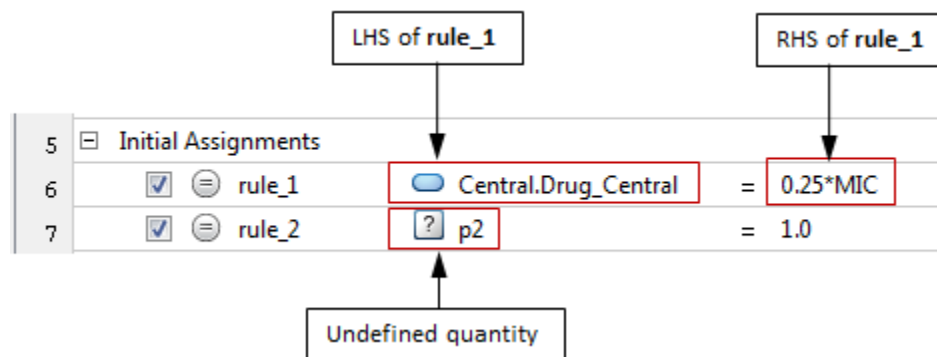 LHS of rule_1
RHS of rule_1
5 Initial Assignments
6 rule_1 Central.Drug_Central = 0.25*MIC
7 rule_2 ? p2 = 1.0
Undefined quantity